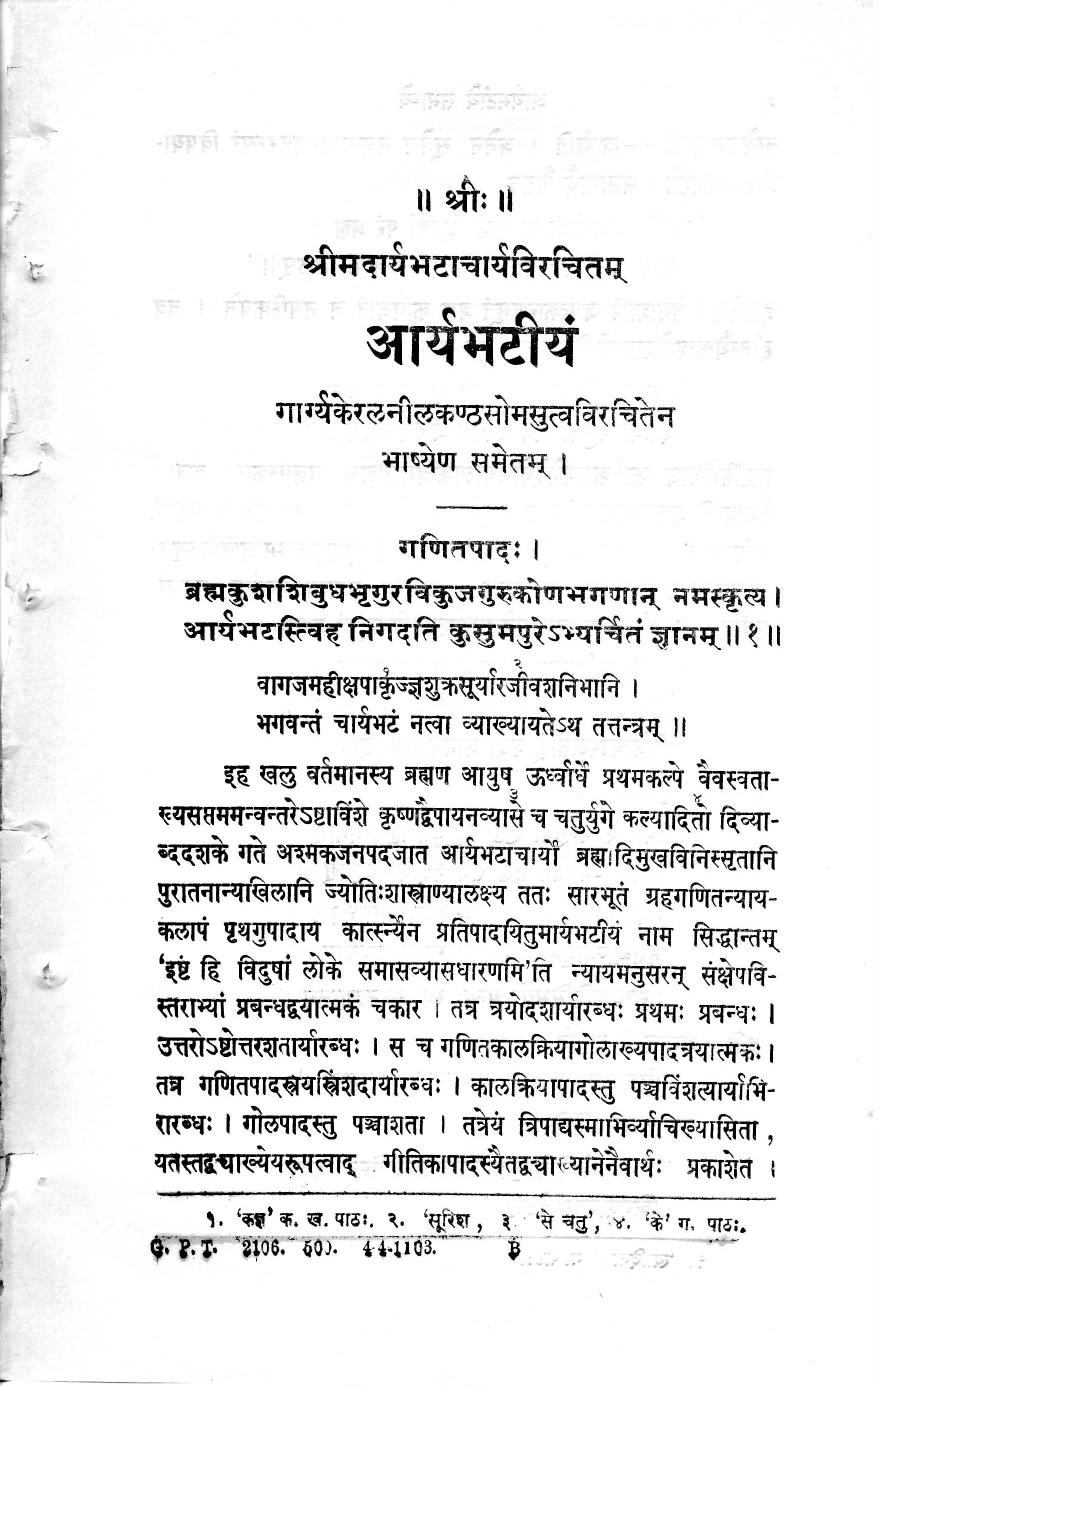 ॥ श्रीः ॥
श्रीमदार्यभटाचार्यविरचितम्
आर्यभटीयं
गार्ग्यकेरलनीलकण्ठसोमसुत्वविरचितेन
भाष्येण समेतम् ।
गणितपादः ।
ब्रह्मकुशशिबुधभृगुरविकुजगुरुकोणभगणान् नमस्कृत्य ।
आर्यभटस्त्विह निगदति कुसुमपुरेऽभ्यर्चितं ज्ञानम् ॥ १ ॥
वागजमहीक्षपार्कृज्ज्ञशुक्रसूर्यारजीवशनिभानि ।
भगवन्तं चार्यभटं नत्वा व्याख्यायतेऽथ तत्तन्त्रम् ॥
इह खलु वर्तमानस्य ब्रह्मण आयुष ऊर्ध्वार्धे प्रथमकल्पे वैवस्वता-
ख्यसप्तममन्वन्तरेऽष्टाविंशे कृष्णद्वैपायनव्यासे३ च चतुर्युगे कल्यादितो४ दिव्या-
ब्ददशके गते अश्मकजनपदजात आर्यभटाचार्यो ब्रह्मादिमुखविनिस्सृतानि
पुरातनान्यखिलानि ज्योतिःशास्त्राण्यालक्ष्य ततः सारभूतं ग्रहगणितन्याय-
कलापं पृथगुपादाय कार्त्स्न्येन प्रतिपादयितुमार्यभटीयं नाम सिद्धान्तम्
‘इष्टं हि विदुषां लोके समासव्यासधारणमि’ति न्यायमनुसरन् संक्षेपवि-
स्तराभ्यां प्रबन्धद्वयात्मकं चकार । तत्र त्रयोदशार्यारब्धः प्रथमः प्रबन्धः ।
उत्तरोऽष्टोत्तरशतार्यारब्धः । स च गणितकालक्रियागोलाख्यपादत्रयात्मकः ।
तत्र गणितपादस्त्रयस्त्रिंशदार्यारब्धः । कालक्रियापादस्तु पञ्चविंशत्यार्याभि-
रारब्धः । गोलपादस्तु पञ्चाशता । तत्रेयं त्रिपाद्यस्माभिर्व्याचिख्यासिता ,
यतस्तद्व्याख्येयरूपत्वाद् गीतिकापादस्यैतद्व्याख्यानेनैवार्थः प्रकाशेत ।
१. ‘कज्ञ’ क. ख. पाठः. २. ‘सूरिश , ३ ‘से चतु’, ४. ‘के’ ग. पाठः.
G. P. T. 2106. 500. 4-4-1103. B